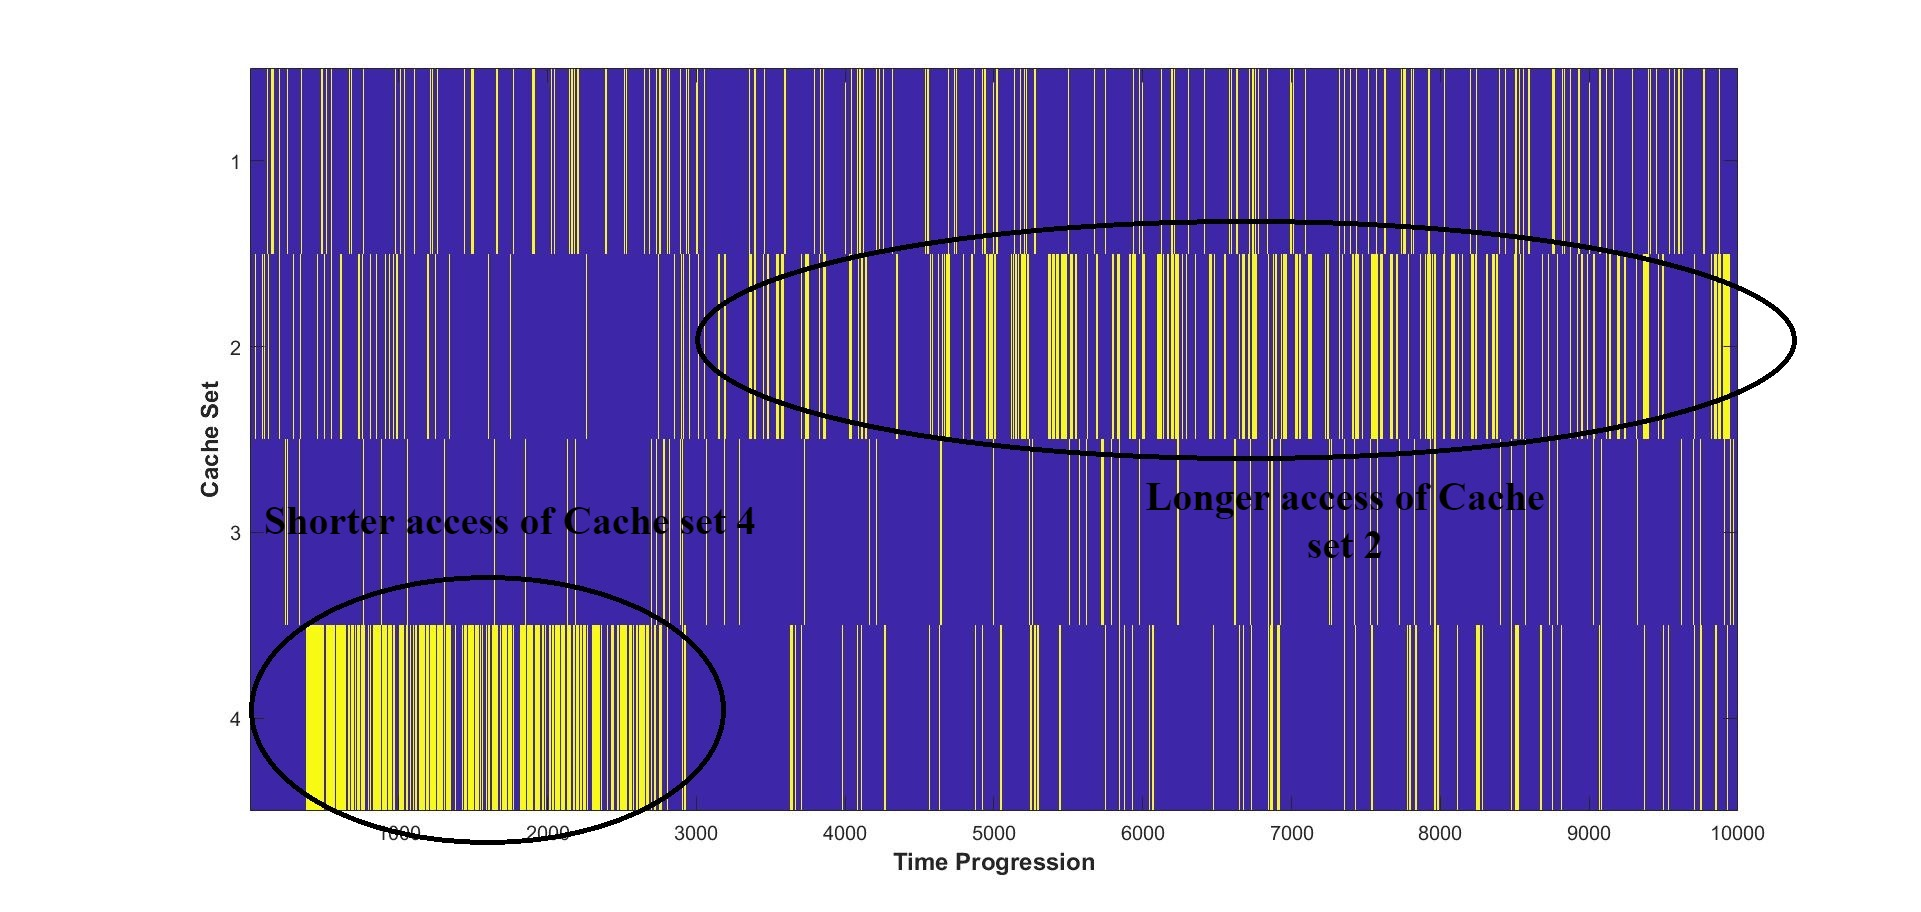 1
2
3
4
Cache Set
Shorter access of Cache set 4
Longer access of Cache
set 2
1000 2000 3000 4000 5000 6000 7000 8000 9000 10000
Time Progression